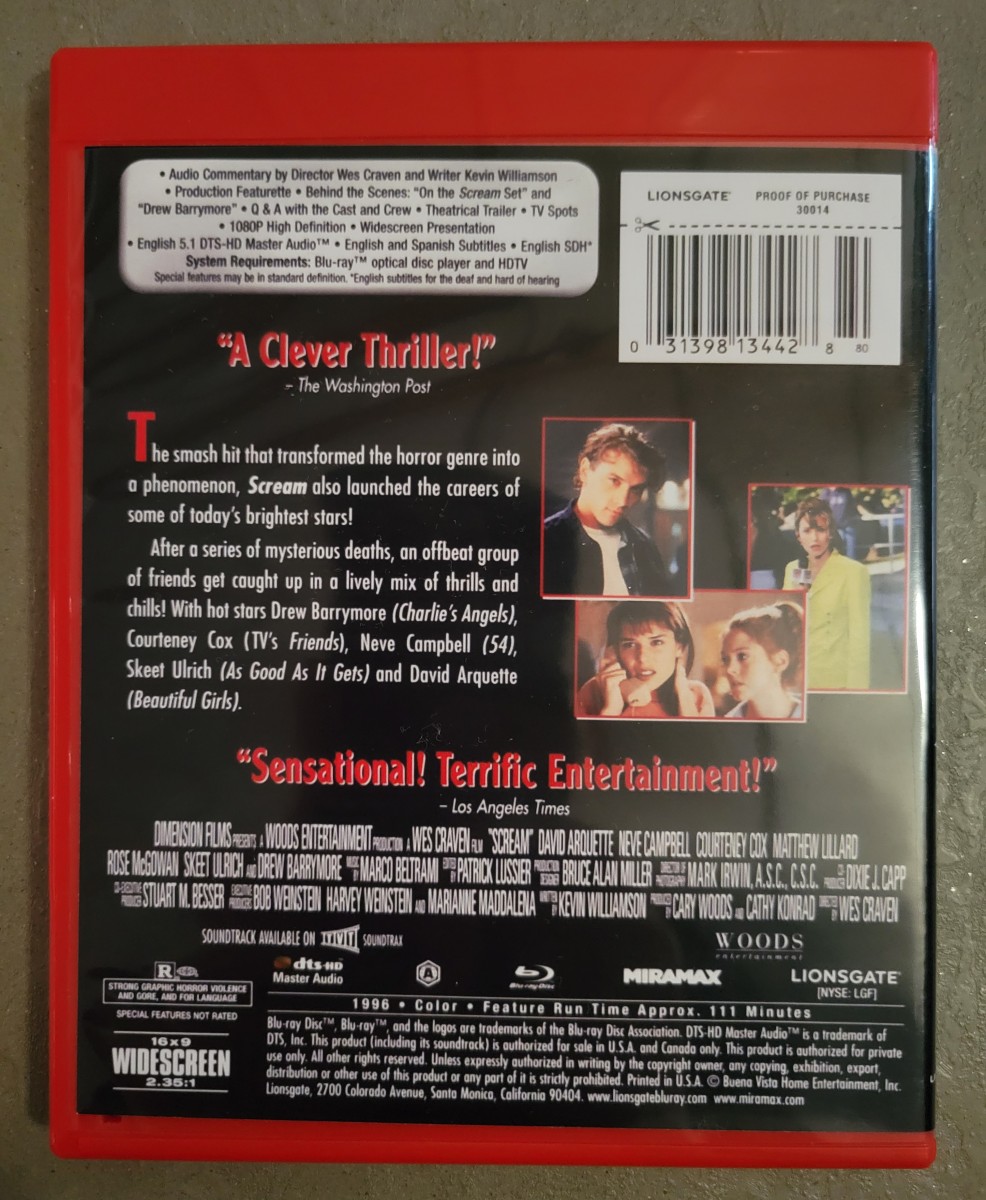 • Audio Commentary by Director Wes Craven and Writer Kevin Williamson
• Production Featurette • Behind the Scenes: "On the Scream Set" and
"Drew Barrymore" • Q & A with the Cast and Crew • Theatrical Trailer • TV Spots
• 1080P High Definition • Widescreen Presentation
• English 5.1 DTS-HD Master Audio™ • English and Spanish Subtitles • English SDH*
System Requirements: Blu-ray™ optical disc player and HDTV
Special features may be in standard definition. *English subtitles for the deaf and hard of hearing
LIONSGATE® PROOF OF PURCHASE
30014
0 31398 13442 8 80
“A Clever Thriller!”
– The Washington Post
The smash hit that transformed the horror genre into
a phenomenon, Scream also launched the careers of
some of today's brightest stars!
After a series of mysterious deaths, an offbeat group
of friends get caught up in a lively mix of thrills and
chills! With hot stars Drew Barrymore (Charlie's Angels),
Courteney Cox (TV's Friends), Neve Campbell (54),
Skeet Ulrich (As Good As It Gets) and David Arquette
(Beautiful Girls).
“Sensational! Terrific Entertainment!”
– Los Angeles Times
DIMENSION FILMS PRESENTS A WOODS ENTERTAINMENT PRODUCTION A WES CRAVEN FILM "SCREAM" DAVID ARQUETTE NEVE CAMPBELL COURTENEY COX MATTHEW LILLARD
ROSE McGOWAN SKEET ULRICH AND DREW BARRYMORE MUSIC BY MARCO BELTRAMI EDITED BY PATRICK LUSSIER PRODUCTION DESIGNER BRUCE ALAN MILLER DIRECTOR OF PHOTOGRAPHY MARK IRWIN, A.S.C., C.S.C. CO-PRODUCER DIXIE J. CAPP
CO-EXECUTIVE PRODUCER STUART M. BESSER EXECUTIVE PRODUCERS BOB WEINSTEIN HARVEY WEINSTEIN AND MARIANNE MADDALENA WRITTEN BY KEVIN WILLIAMSON PRODUCED BY CARY WOODS AND CATHY KONRAD DIRECTED BY WES CRAVEN
SOUNDTRACK AVAILABLE ON TVT SOUNDTRAX
WOODS
entertainment
R
STRONG GRAPHIC HORROR VIOLENCE
AND GORE, AND FOR LANGUAGE
SPECIAL FEATURES NOT RATED
dts-HD
Master Audio
A
Blu-ray Disc
MIRAMAX
LIONSGATE®
[NYSE: LGF]
1996 • Color • Feature Run Time Approx. 111 Minutes
16x9
WIDESCREEN
2.35:1
Blu-ray Disc™, Blu-ray™, and the logos are trademarks of the Blu-ray Disc Association. DTS-HD Master Audio™ is a trademark of
DTS, Inc. This product (including its soundtrack) is authorized for sale in U.S.A. and Canada only. This product is authorized for private
use only. All other rights reserved. Unless expressly authorized in writing by the copyright owner, any copying, exhibition, export,
distribution or other use of this product or any part of it is strictly prohibited. Printed in U.S.A. © Buena Vista Home Entertainment, Inc.
Lionsgate, 2700 Colorado Avenue, Santa Monica, California 90404. www.lionsgatebluray.com www.miramax.com